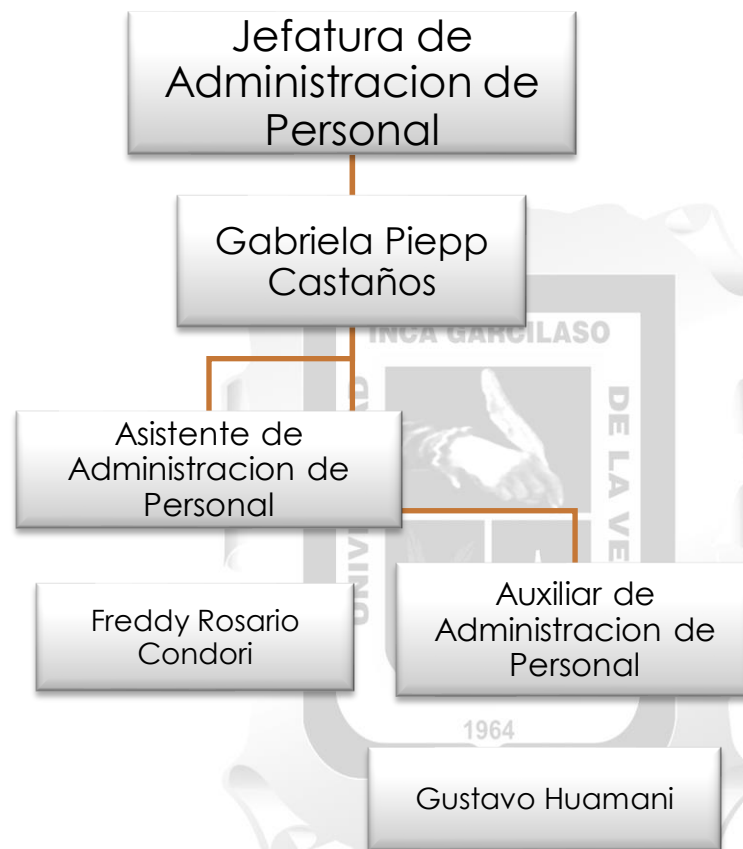 Jefatura de
Administracion de
Personal
Gabriela Piepp
Castaños
INCA GARCILASO
DE LA VE
Asistente de
Administracion de
Personal
Freddy Rosario
Condori
Auxiliar de
Administracion de
Personal
1964
Gustavo Huamani